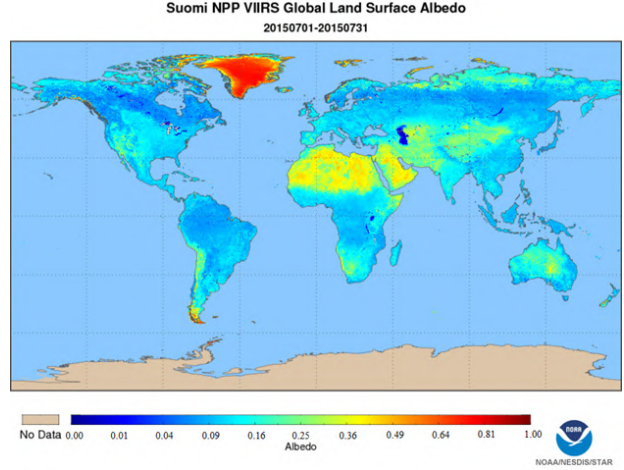 Suomi NPP VIIRS Global Land Surface Albedo
20150701-20150731
No Data 0.00 0.01 0.04 0.09 0.16 0.25 0.36 0.49 0.64 0.81 1.00
Albedo
NOAA
NOAA/NESDIS/STAR